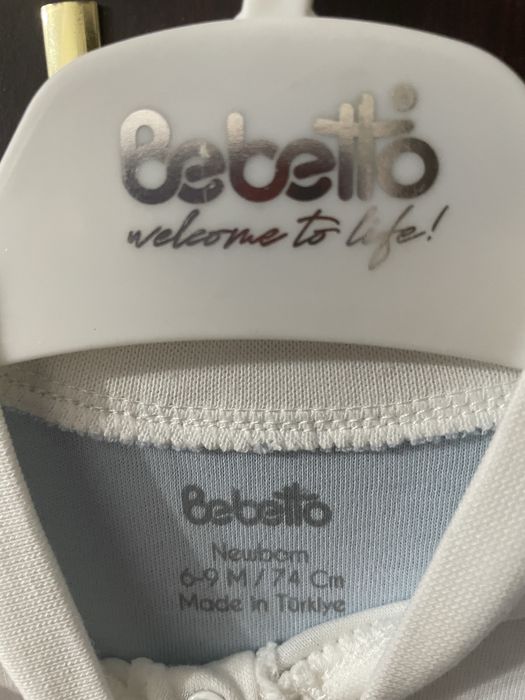 Bebetto
welcome to life!
Bebetto
Newborn
6-9 M / 74 Cm
Made in Türkiye